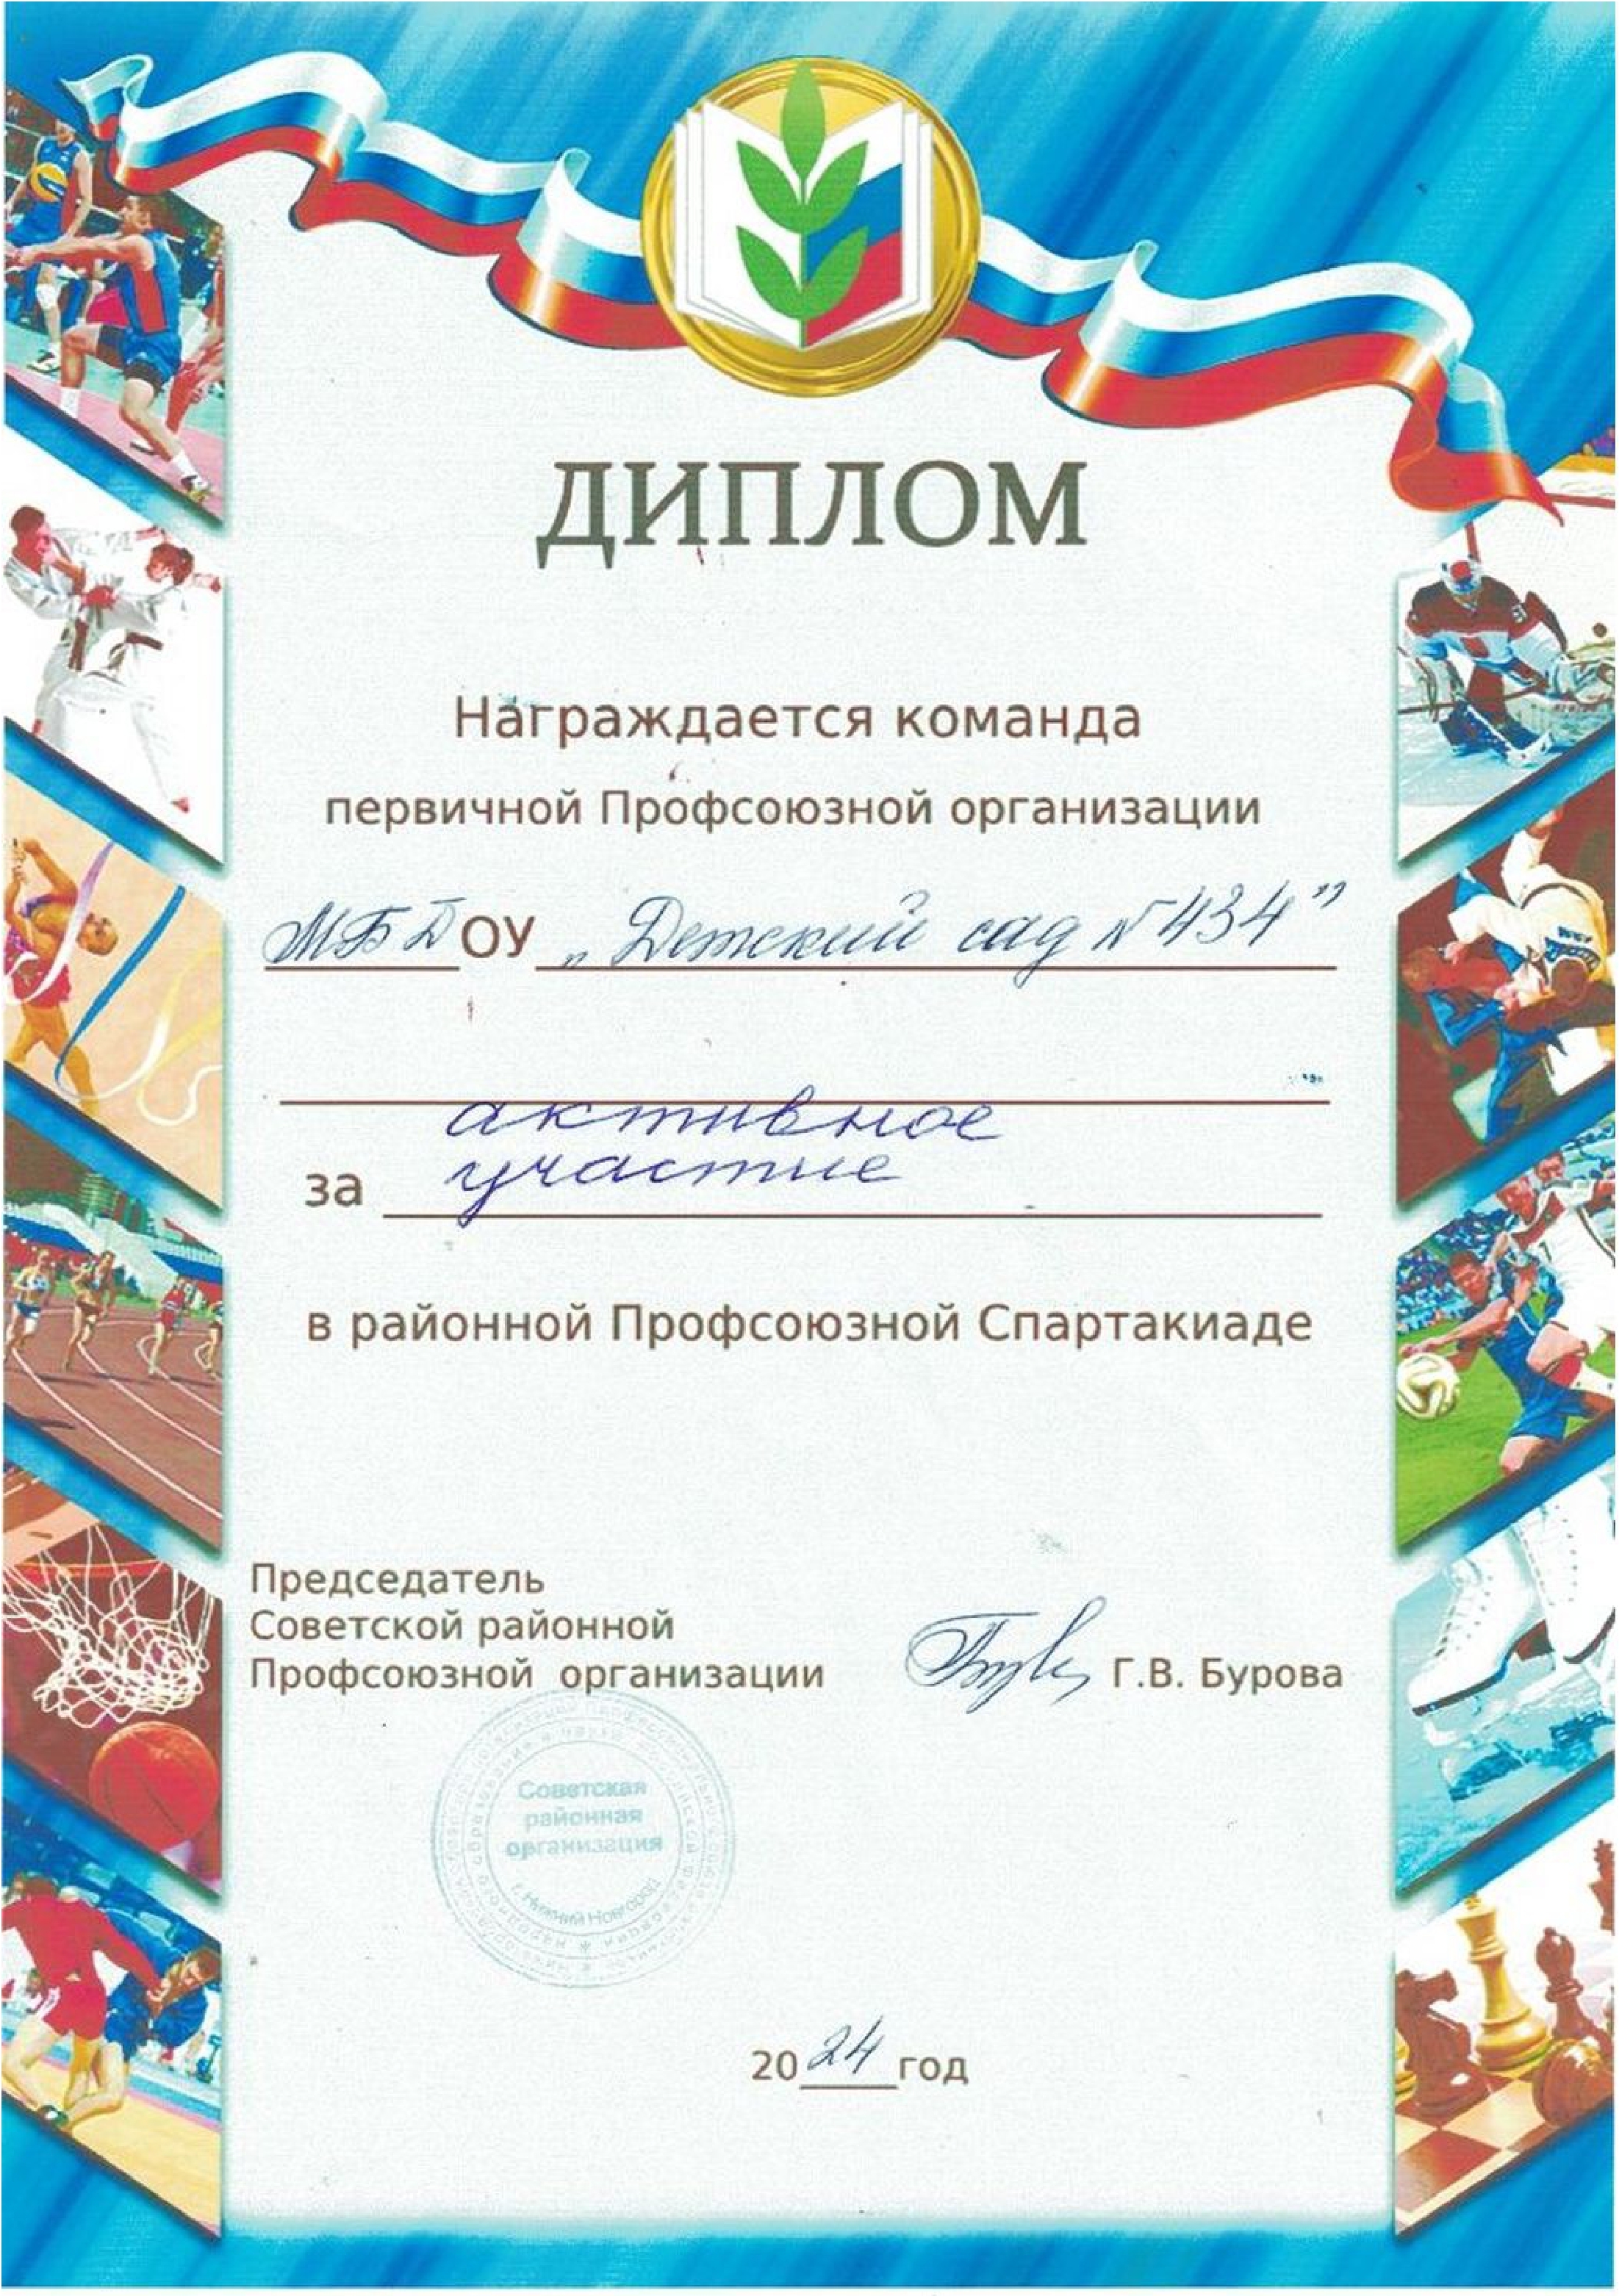 ДИПЛОМ
Награждается команда
первичной Профсоюзной организации
МБДОУ „Детский сад №434”
активное
за участие
в районной Профсоюзной Спартакиаде
Председатель
Советской районной
Профсоюзной организации Г.В. Бурова
Советская
районная
организация
г. Нижний Новгород
2024 год